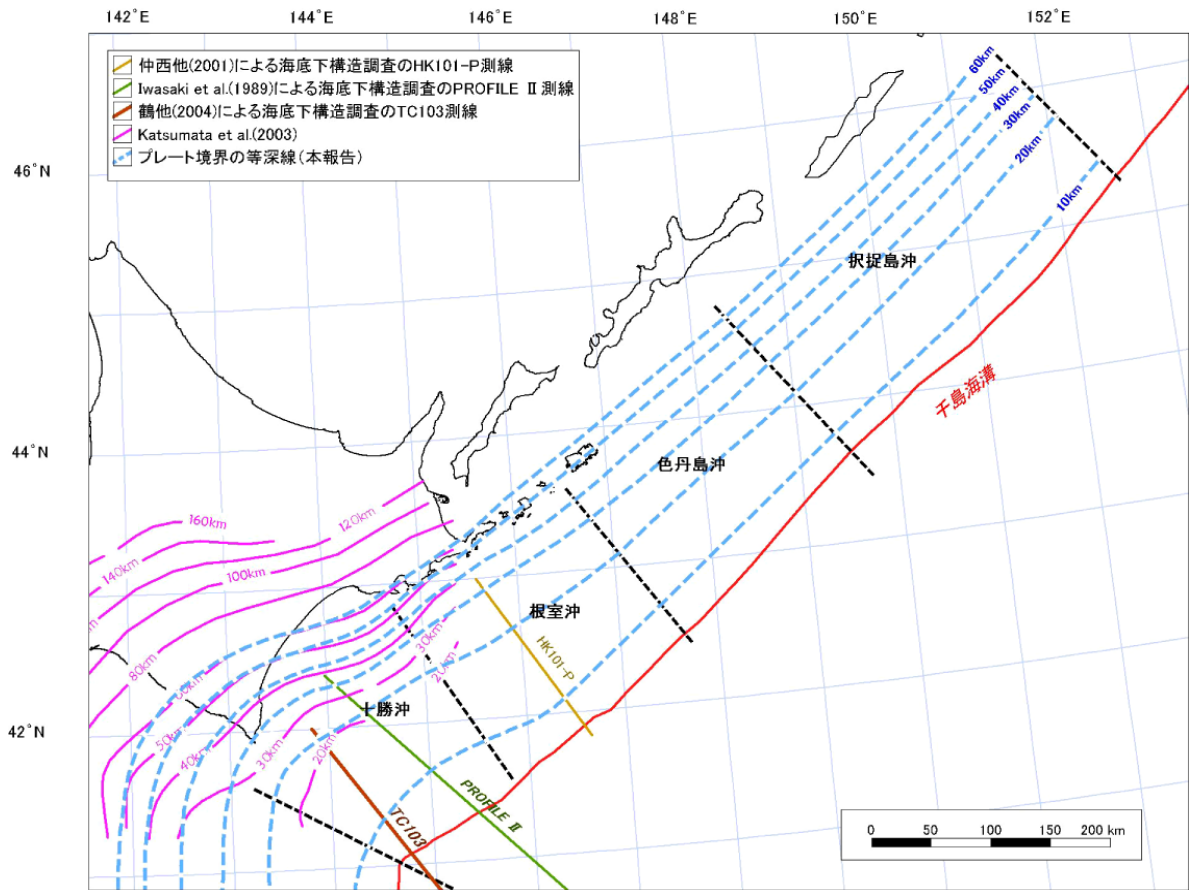 142°E
144°E
146°E
148°E
150°E
152°E
仲西他(2001)による海底下構造調査のHK101-P測線
Iwasaki et al.(1989)による海底下構造調査のPROFILE Ⅱ測線
鶴他(2004)による海底下構造調査のTC103測線
Katsumata et al.(2003)
プレート境界の等深線(本報告)
60km
50km
40km
30km
20km
10km
46°N
択捉島沖
千島海溝
44°N
色丹島沖
160km
120km
140km
100km
根室沖
HK101-P
30km
20km
80km
60km
十勝沖
42°N
50km
40km
30km
20km
PROFILE Ⅱ
TC103
0 50 100 150 200 km